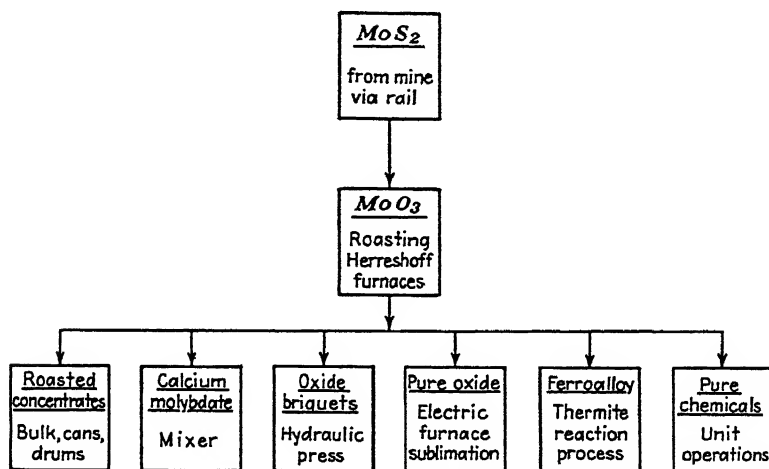 MoS2
from mine
via rail
MoO3
Roasting
Herreshoff
furnaces
Roasted
concentrates
Bulk, cans,
drums
Calcium
molybdate
Mixer
Oxide
briquets
Hydraulic
press
Pure oxide
Electric
furnace
sublimation
Ferroalloy
Thermite
reaction
process
Pure
chemicals
Unit
operations